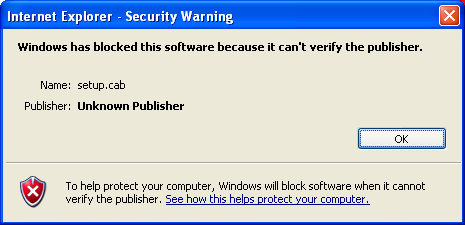 Internet Explorer - Security Warning
Windows has blocked this software because it can't verify the publisher.
Name: setup.cab
Publisher: Unknown Publisher
OK
To help protect your computer, Windows will block software when it cannot
verify the publisher. See how this helps protect your computer.